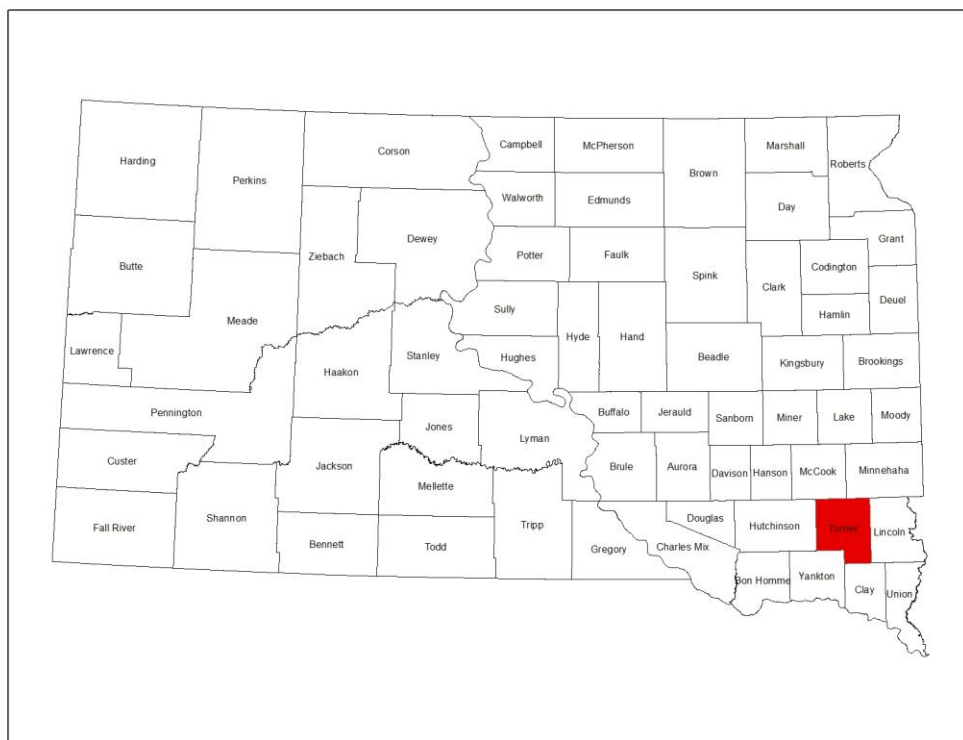 Harding
Perkins
Corson
Campbell
McPherson
Brown
Marshall
Roberts
Walworth
Edmunds
Day
Dewey
Ziebach
Butte
Potter
Faulk
Spink
Clark
Codington
Grant
Deuel
Hamlin
Meade
Sully
Hyde
Hand
Lawrence
Haakon
Stanley
Hughes
Beadle
Kingsbury
Brookings
Pennington
Jones
Lyman
Buffalo
Jerauld
Sanborn
Miner
Lake
Moody
Custer
Jackson
Mellette
Brule
Aurora
Davison
Hanson
McCook
Minnehaha
Fall River
Shannon
Bennett
Todd
Tripp
Gregory
Charles Mix
Douglas
Hutchinson
Turner
Lincoln
Bon Homme
Yankton
Clay
Union